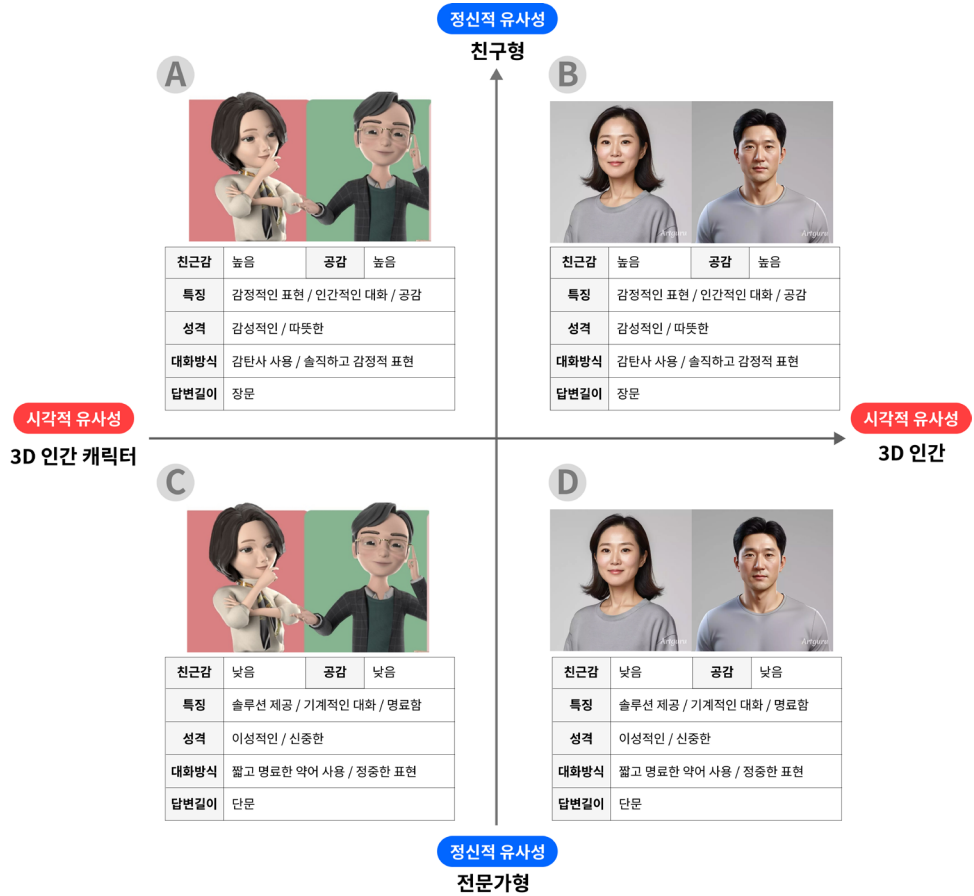 정신적 유사성
친구형
A
B
Artguru
Artguru
친근감 높음 공감 높음
특징 감정적인 표현 / 인간적인 대화 / 공감
성격 감성적인 / 따뜻한
대화방식 감탄사 사용 / 솔직하고 감정적 표현
답변길이 장문
친근감 높음 공감 높음
특징 감정적인 표현 / 인간적인 대화 / 공감
성격 감성적인 / 따뜻한
대화방식 감탄사 사용 / 솔직하고 감정적 표현
답변길이 장문
시각적 유사성
3D 인간 캐릭터
시각적 유사성
3D 인간
C
D
Artguru
Artguru
친근감 낮음 공감 낮음
특징 솔루션 제공 / 기계적인 대화 / 명료함
성격 이성적인 / 신중한
대화방식 짧고 명료한 약어 사용 / 정중한 표현
답변길이 단문
친근감 낮음 공감 낮음
특징 솔루션 제공 / 기계적인 대화 / 명료함
성격 이성적인 / 신중한
대화방식 짧고 명료한 약어 사용 / 정중한 표현
답변길이 단문
정신적 유사성
전문가형